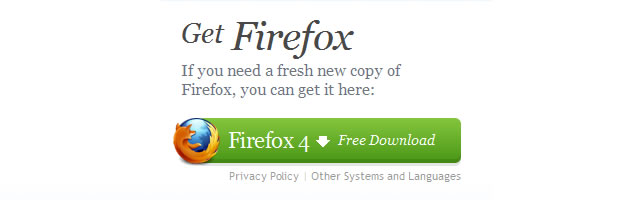 Get Firefox
If you need a fresh new copy of
Firefox, you can get it here:
Firefox 4 Free Download
Privacy Policy | Other Systems and Languages